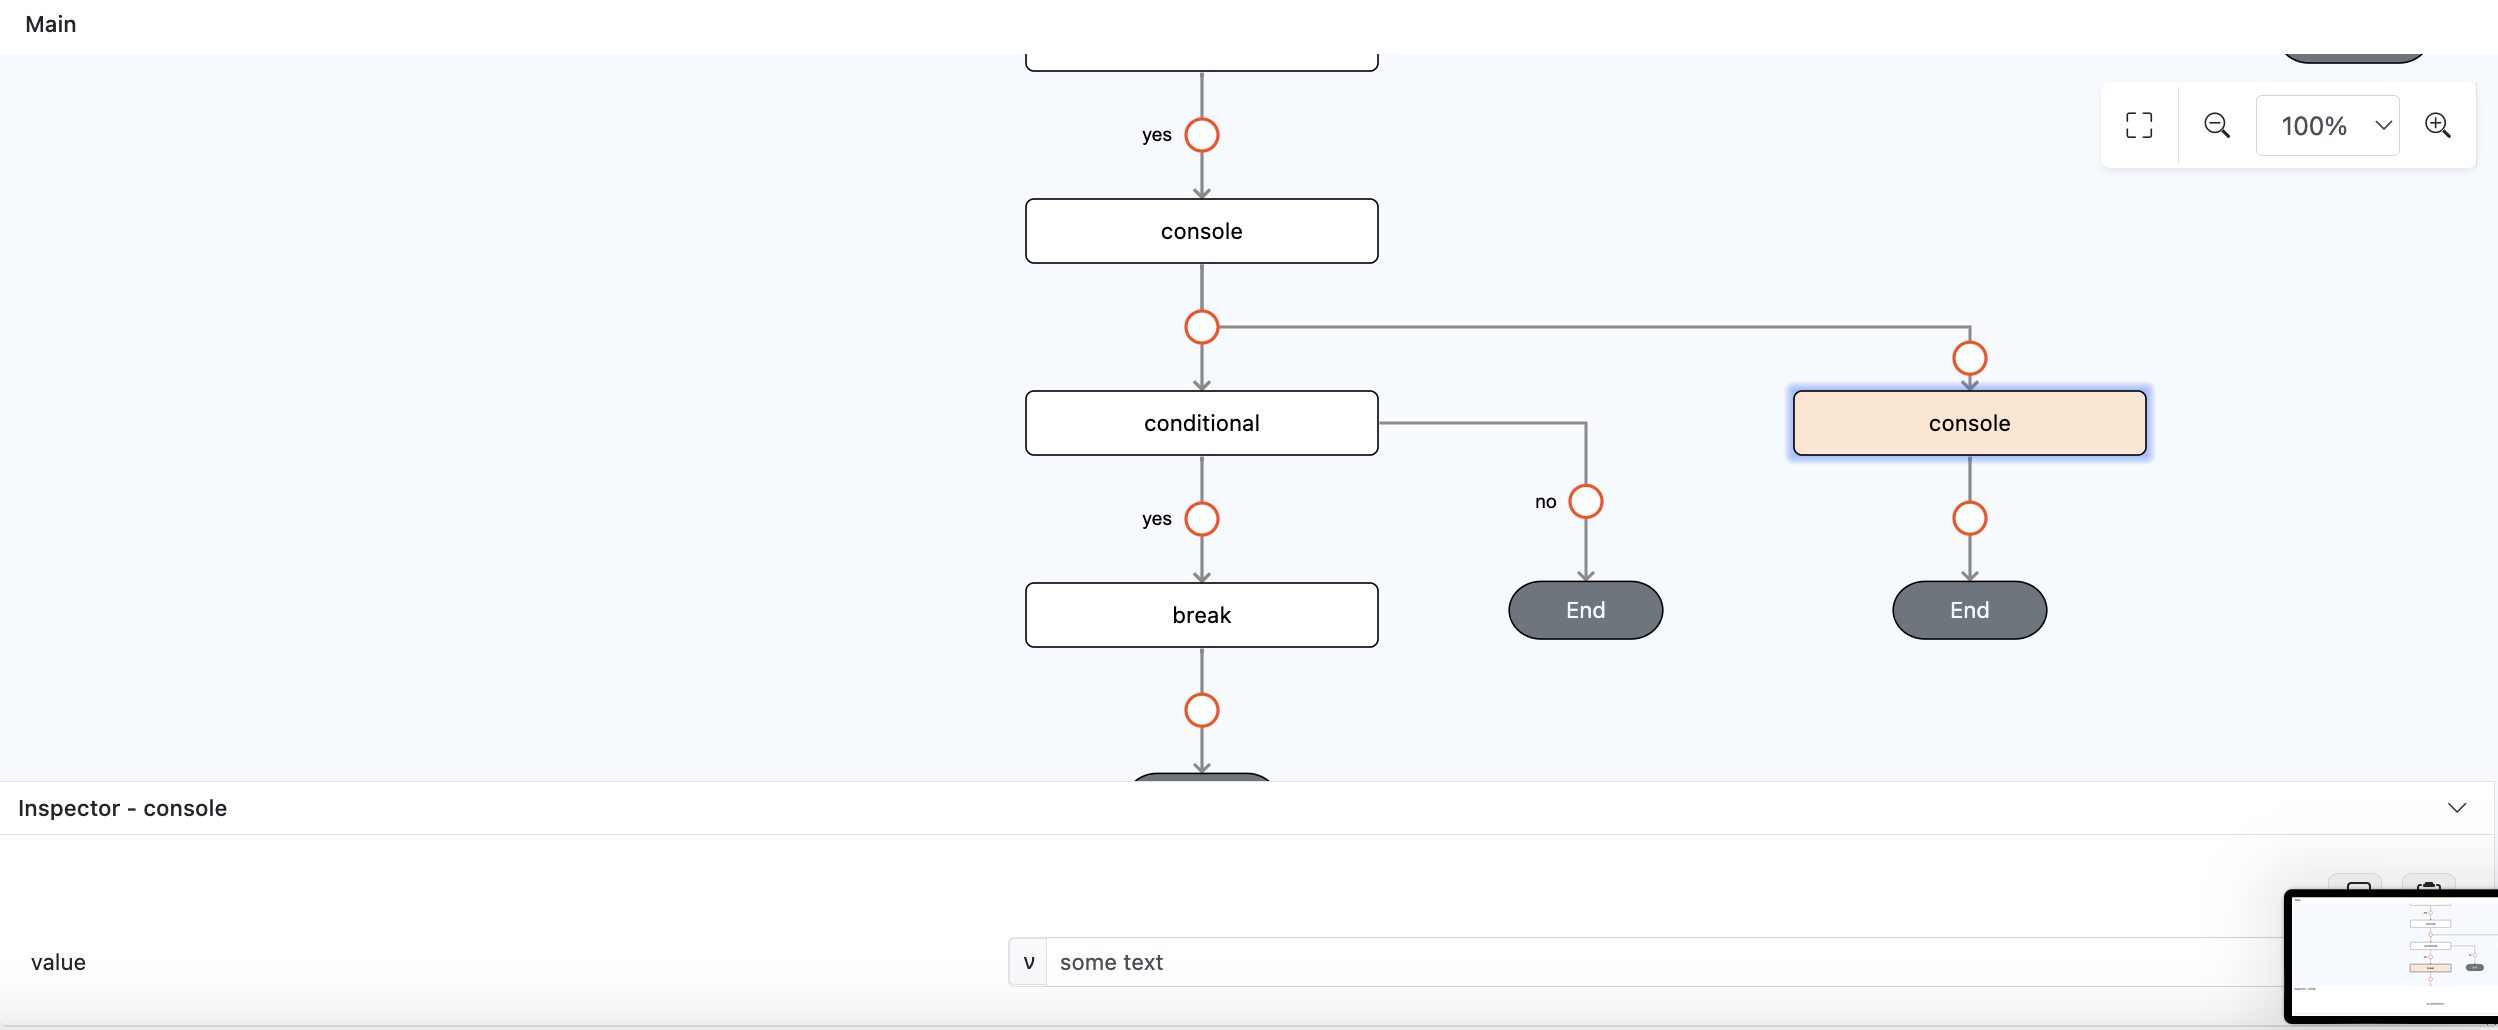 Main
100%
yes
console
conditional
console
no
yes
End
End
break
Inspector - console
value
v
some text